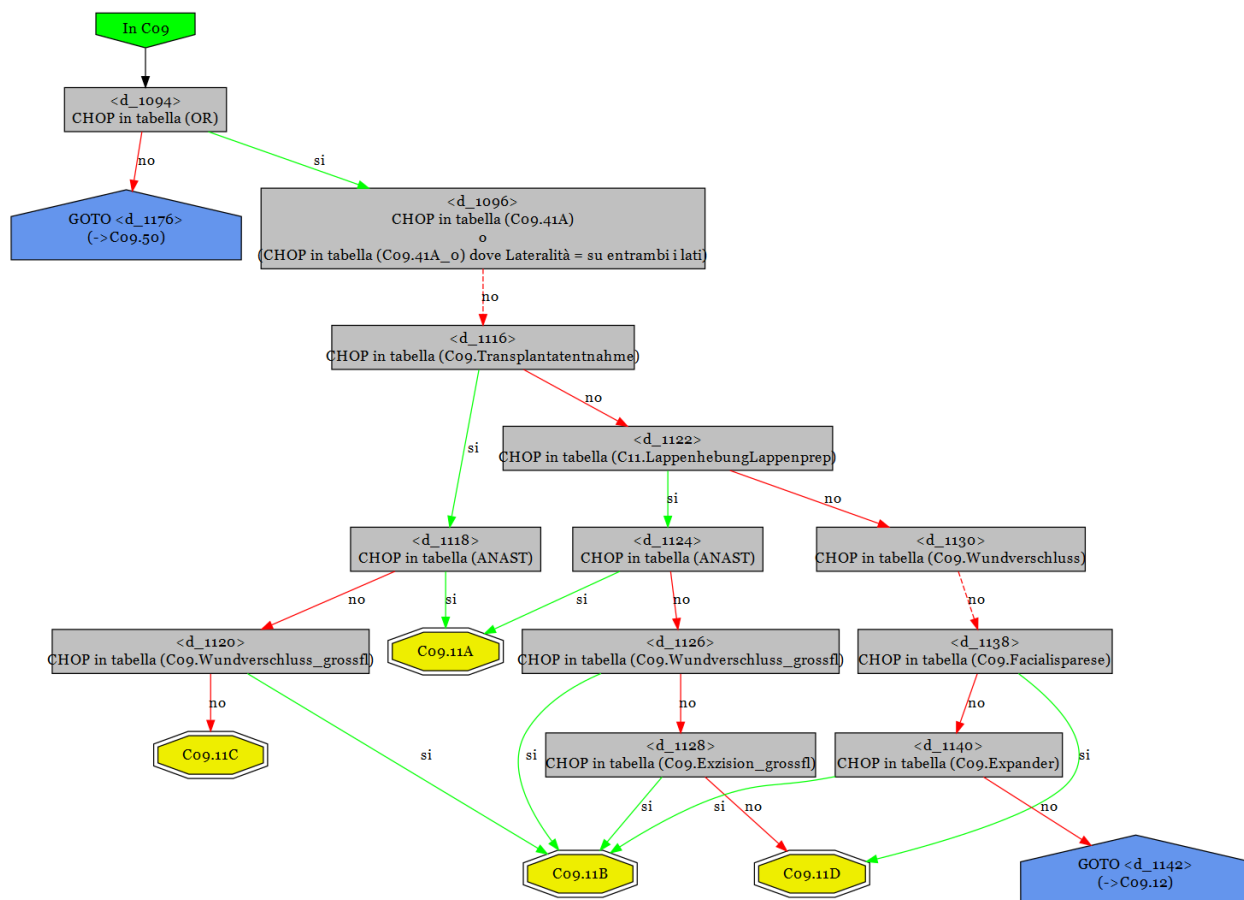 In C09
<d_1094>
CHOP in tabella (OR)
no
si
GOTO <d_1176>
(->C09.50)
<d_1096>
CHOP in tabella (C09.41A)
o
(CHOP in tabella (C09.41A_0) dove Lateralità = su entrambi i lati)
no
<d_1116>
CHOP in tabella (C09.Transplantatentnahme)
no
si
<d_1122>
CHOP in tabella (C11.LappenhebungLappenprep)
si
no
<d_1118>
CHOP in tabella (ANAST)
<d_1124>
CHOP in tabella (ANAST)
<d_1130>
CHOP in tabella (C09.Wundverschluss)
no
si
si
no
no
<d_1120>
CHOP in tabella (C09.Wundverschluss_grossfl)
C09.11A
<d_1126>
CHOP in tabella (C09.Wundverschluss_grossfl)
<d_1138>
CHOP in tabella (C09.Facialisparese)
no
no
no
C09.11C
si
si
<d_1128>
CHOP in tabella (C09.Exzision_grossfl)
<d_1140>
CHOP in tabella (C09.Expander)
si
si
si
no
no
C09.11B
C09.11D
GOTO <d_1142>
(->C09.12)